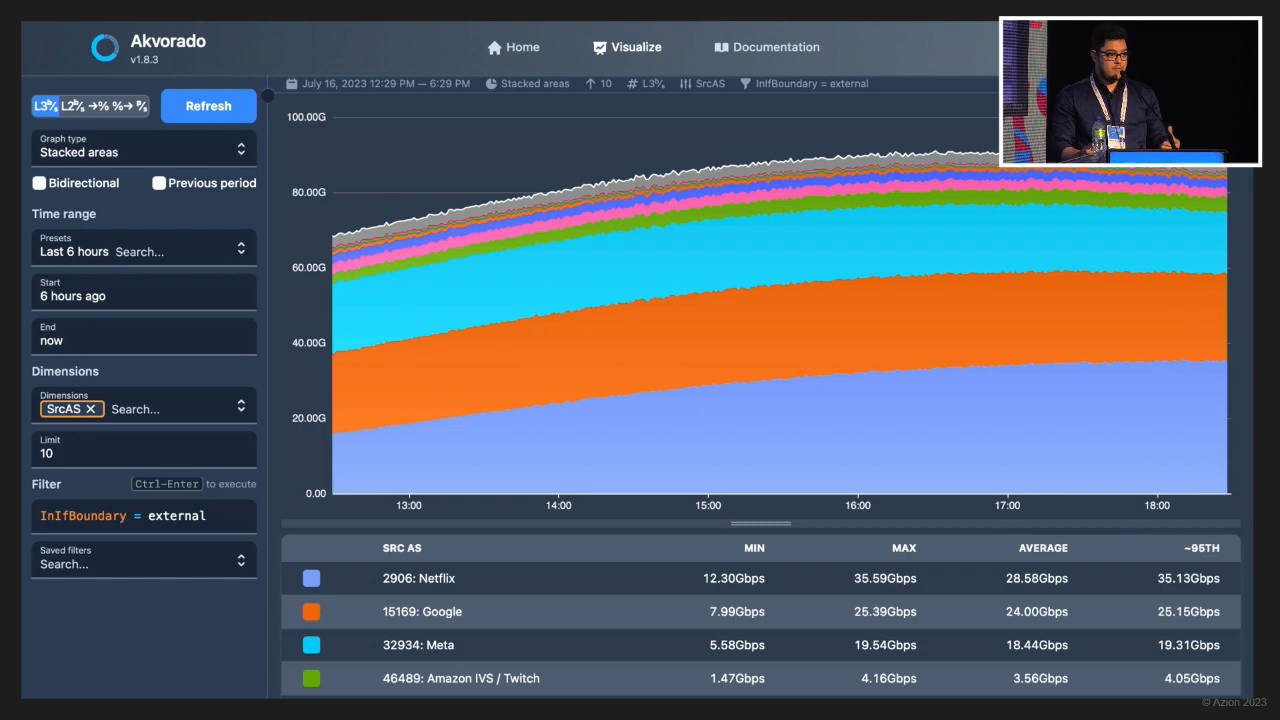 Akvorado
v1.8.3
Home
Visualize
Documentation
July 16, 2023 12:29 PM — 6:29 PM
Stacked areas
10
L3ᵇ⁄ₛ
SrcAS
InIfBoundary = external
L3ᵇ⁄ₛ L2ᵇ⁄ₛ →% %→ ᵖ⁄ₛ
Refresh
Graph type
Stacked areas
Bidirectional
Previous period
Time range
Presets
Last 6 hours Search...
Start
6 hours ago
End
now
Dimensions
Dimensions
SrcAS ✕ Search...
Limit
10
Filter
Ctrl-Enter to execute
InIfBoundary = external
Saved filters
Search...
100.00G
80.00G
60.00G
40.00G
20.00G
0.00
13:00 14:00 15:00 16:00 17:00 18:00
SRC AS MIN MAX AVERAGE ~95TH
2906: Netflix 12.30Gbps 35.59Gbps 28.58Gbps 35.13Gbps
15169: Google 7.99Gbps 25.39Gbps 24.00Gbps 25.15Gbps
32934: Meta 5.58Gbps 19.54Gbps 18.44Gbps 19.31Gbps
46489: Amazon IVS / Twitch 1.47Gbps 4.16Gbps 3.56Gbps 4.05Gbps
© Azion 2023